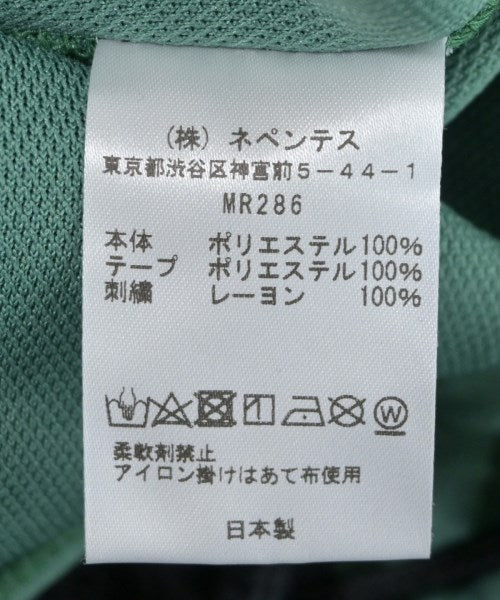 (株) ネペンテス
東京都渋谷区神宮前5-44-1
MR286
本体 ポリエステル100%
テープ ポリエステル100%
刺繍 レーヨン 100%
W
柔軟剤禁止
アイロン掛けはあて布使用
日本製